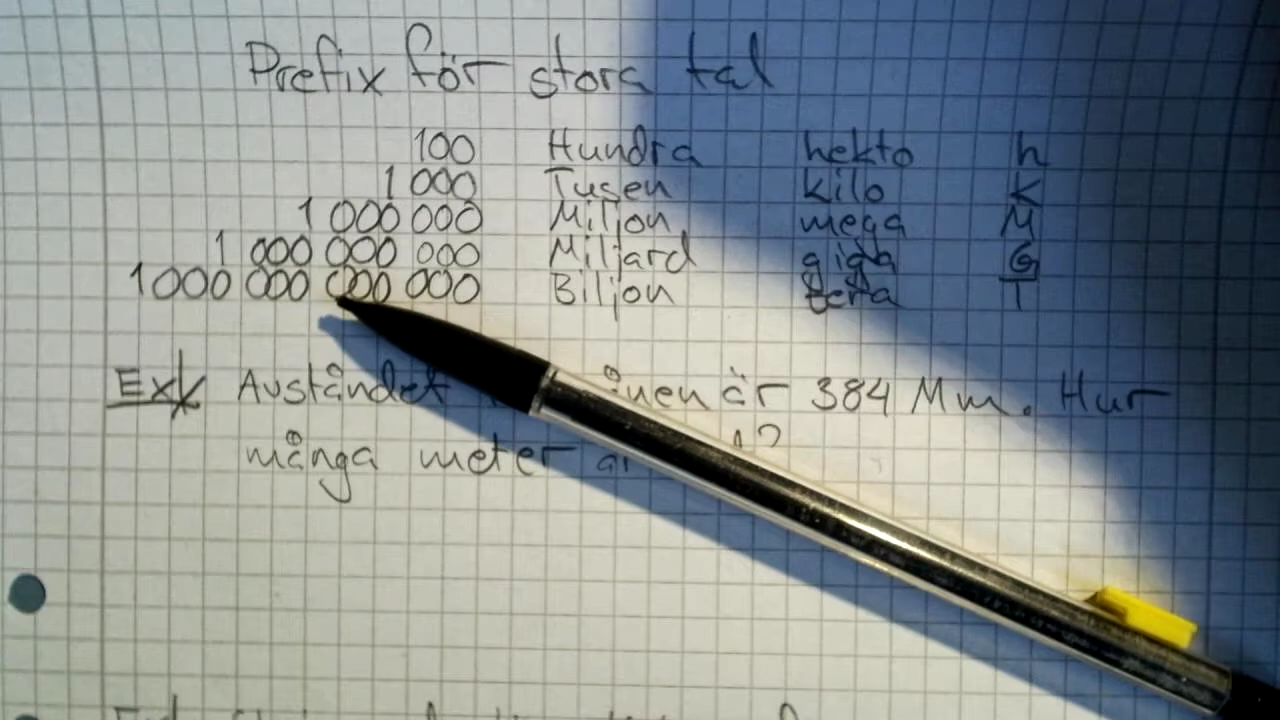 Prefix för stora tal
100 Hundra hekto h
1 000 Tusen kilo K
1 000 000 Miljon mega M
1 000 000 000 Miljard giga G
1 000 000 000 000 Biljon tera T
Ex/ Avståndet är 384 Mm. Hur
många meter